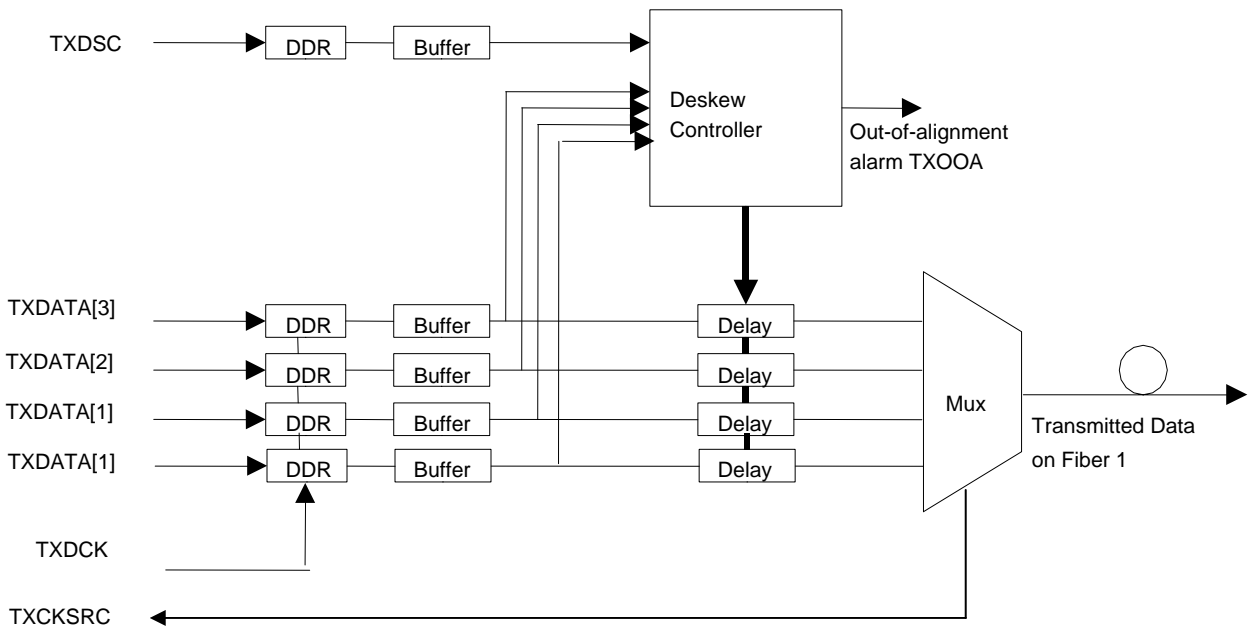 TXDSC
DDR
Buffer
Deskew
Controller
Out-of-alignment
alarm TXOOA
TXDATA[3]
DDR
Buffer
Delay
TXDATA[2]
DDR
Buffer
Delay
TXDATA[1]
DDR
Buffer
Delay
TXDATA[1]
DDR
Buffer
Delay
Mux
Transmitted Data
on Fiber 1
TXDCK
TXCKSRC